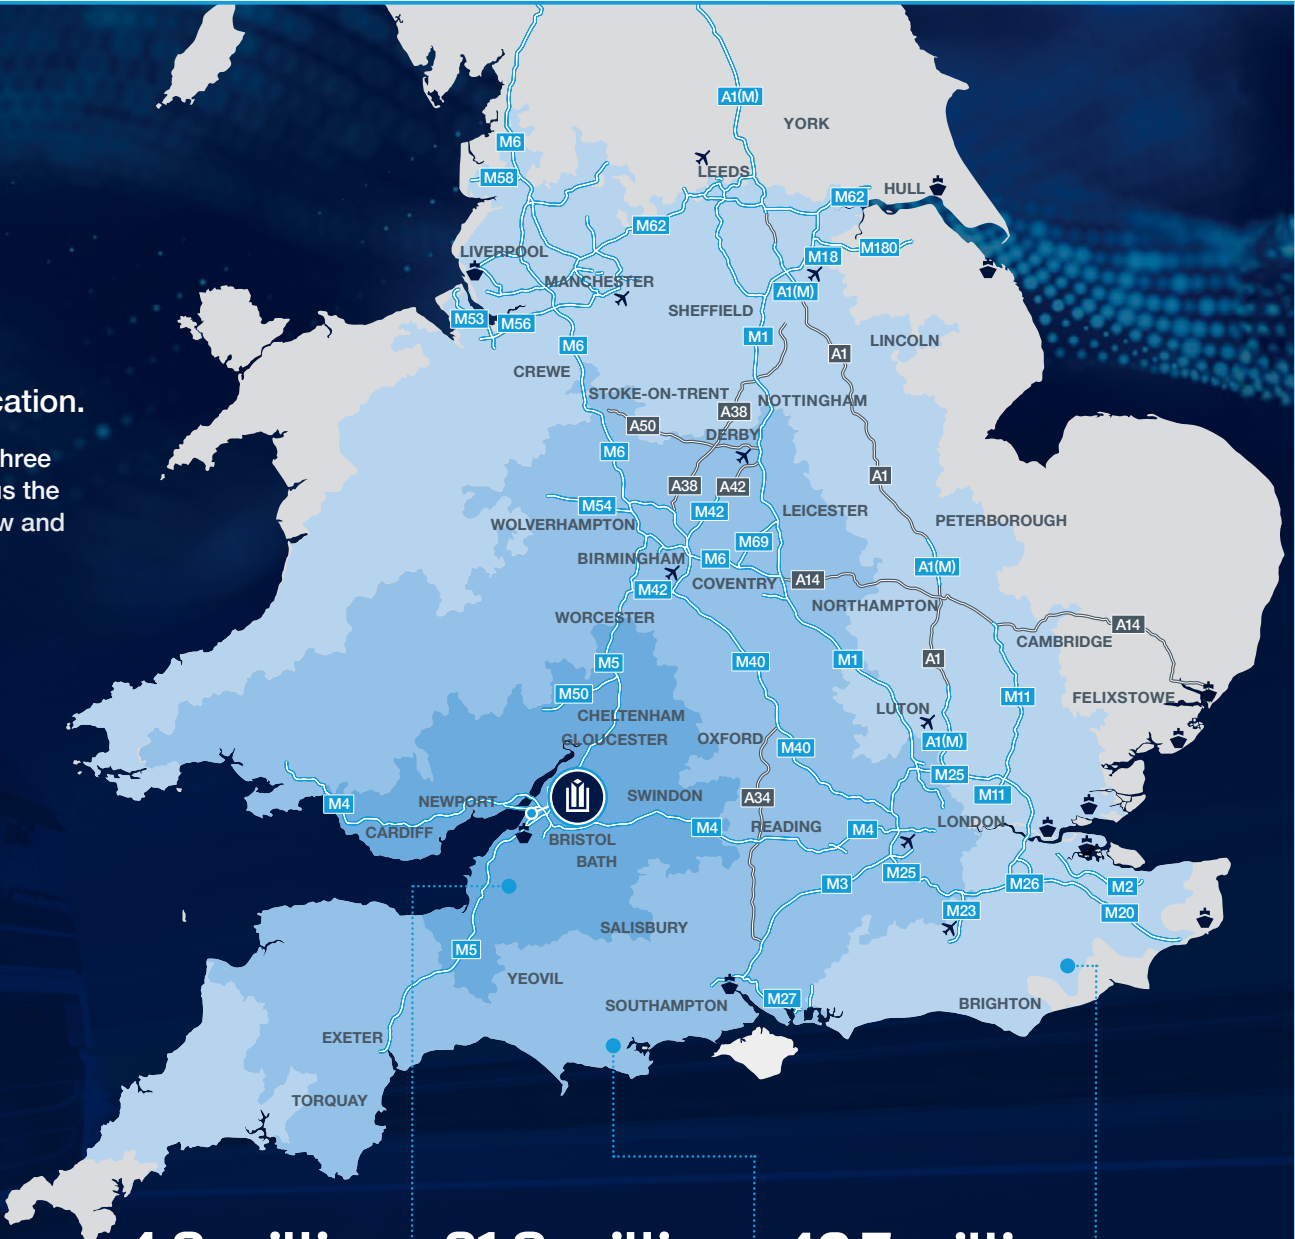 A1(M)
YORK
M6
LEEDS
M58
HULL
M62
M62
M180
LIVERPOOL
M18
MANCHESTER
A1(M)
SHEFFIELD
M53
M56
M1
LINCOLN
M6
A1
CREWE
STOKE-ON-TRENT
NOTTINGHAM
cation.
A38
A50
DERBY
M6
hree
A1
A38
A42
us the
M54
M42
LEICESTER
w and
WOLVERHAMPTON
PETERBOROUGH
M69
BIRMINGHAM
M6
A1(M)
COVENTRY
A14
M42
NORTHAMPTON
WORCESTER
A14
CAMBRIDGE
M5
M40
M1
A1
M50
M11
FELIXSTOWE
CHELTENHAM
LUTON
GLOUCESTER
OXFORD
M40
A1(M)
M25
NEWPORT
SWINDON
A34
M11
M4
CARDIFF
M4
READING
M4
LONDON
BRISTOL
BATH
M25
M3
M26
M2
M23
M20
SALISBURY
M5
YEOVIL
SOUTHAMPTON
M27
BRIGHTON
EXETER
TORQUAY